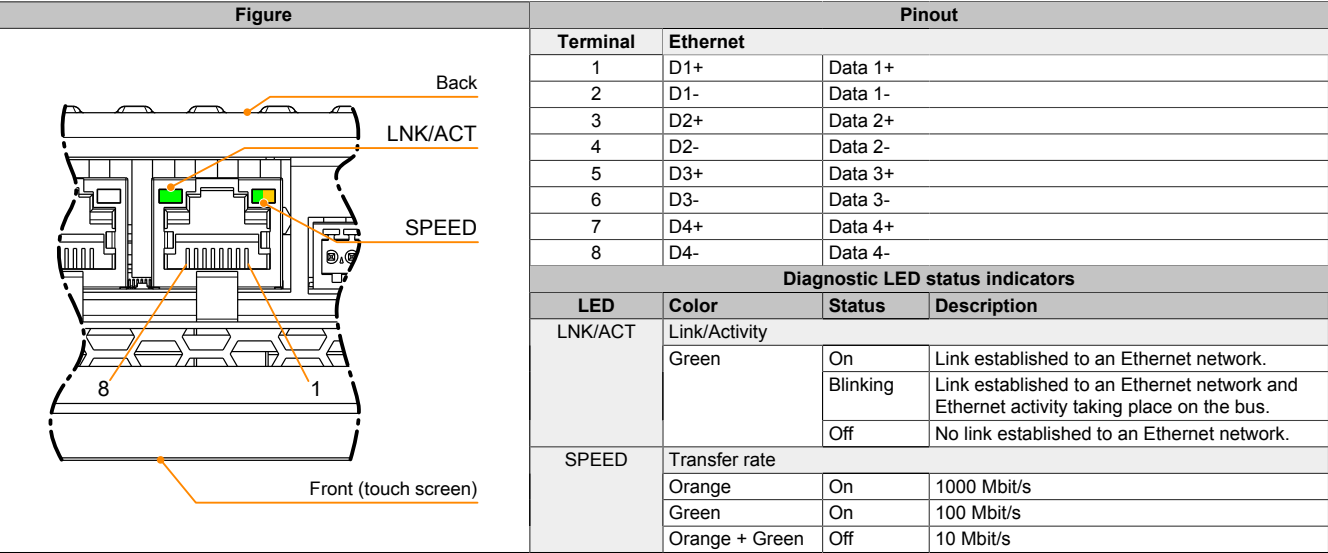 Figure
Back
LNK/ACT
SPEED
8 1
Front (touch screen)
Pinout
Terminal Ethernet
1 D1+ Data 1+
2 D1- Data 1-
3 D2+ Data 2+
4 D2- Data 2-
5 D3+ Data 3+
6 D3- Data 3-
7 D4+ Data 4+
8 D4- Data 4-
Diagnostic LED status indicators
LED Color Status Description
LNK/ACT Link/Activity
Green On Link established to an Ethernet network.
Blinking Link established to an Ethernet network and
Ethernet activity taking place on the bus.
Off No link established to an Ethernet network.
SPEED Transfer rate
Orange On 1000 Mbit/s
Green On 100 Mbit/s
Orange + Green Off 10 Mbit/s